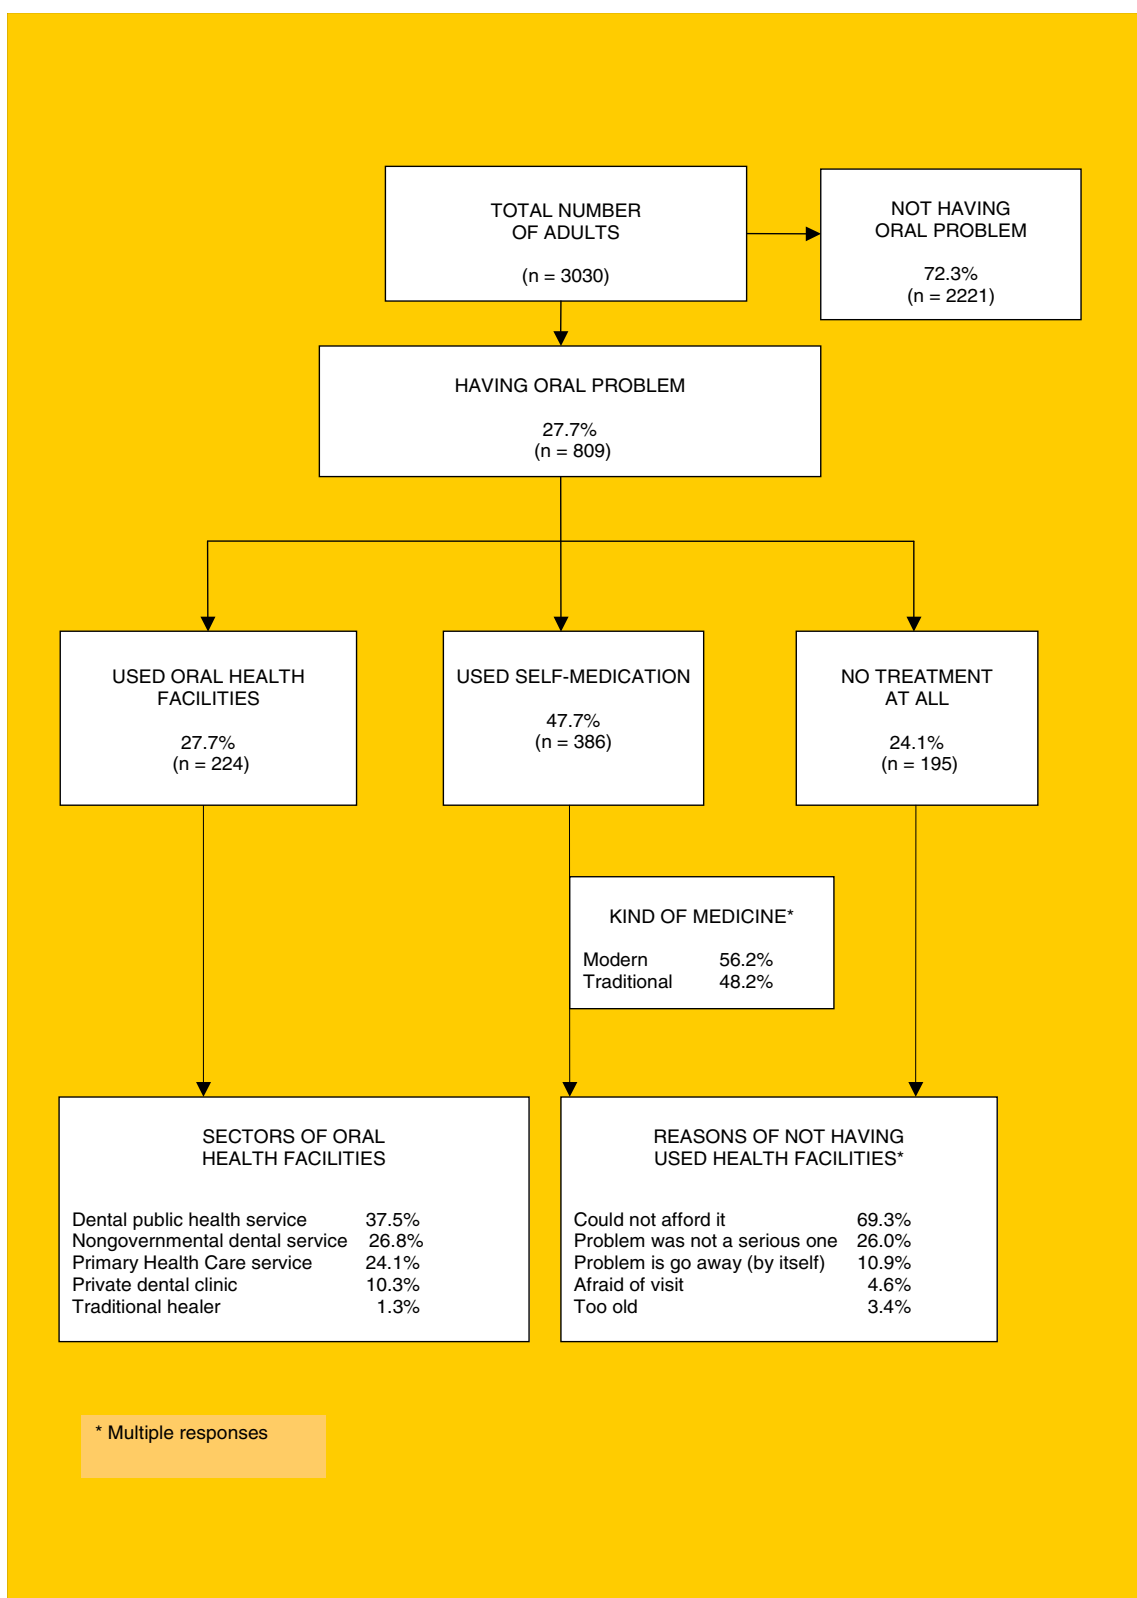 TOTAL NUMBER
OF ADULTS
(n = 3030)
NOT HAVING
ORAL PROBLEM
72.3%
(n = 2221)
HAVING ORAL PROBLEM
27.7%
(n = 809)
USED ORAL HEALTH
FACILITIES
27.7%
(n = 224)
USED SELF-MEDICATION
47.7%
(n = 386)
NO TREATMENT
AT ALL
24.1%
(n = 195)
KIND OF MEDICINE*
Modern 56.2%
Traditional 48.2%
SECTORS OF ORAL
HEALTH FACILITIES
Dental public health service 37.5%
Nongovernmental dental service 26.8%
Primary Health Care service 24.1%
Private dental clinic 10.3%
Traditional healer 1.3%
REASONS OF NOT HAVING
USED HEALTH FACILITIES*
Could not afford it 69.3%
Problem was not a serious one 26.0%
Problem is go away (by itself) 10.9%
Afraid of visit 4.6%
Too old 3.4%
* Multiple responses